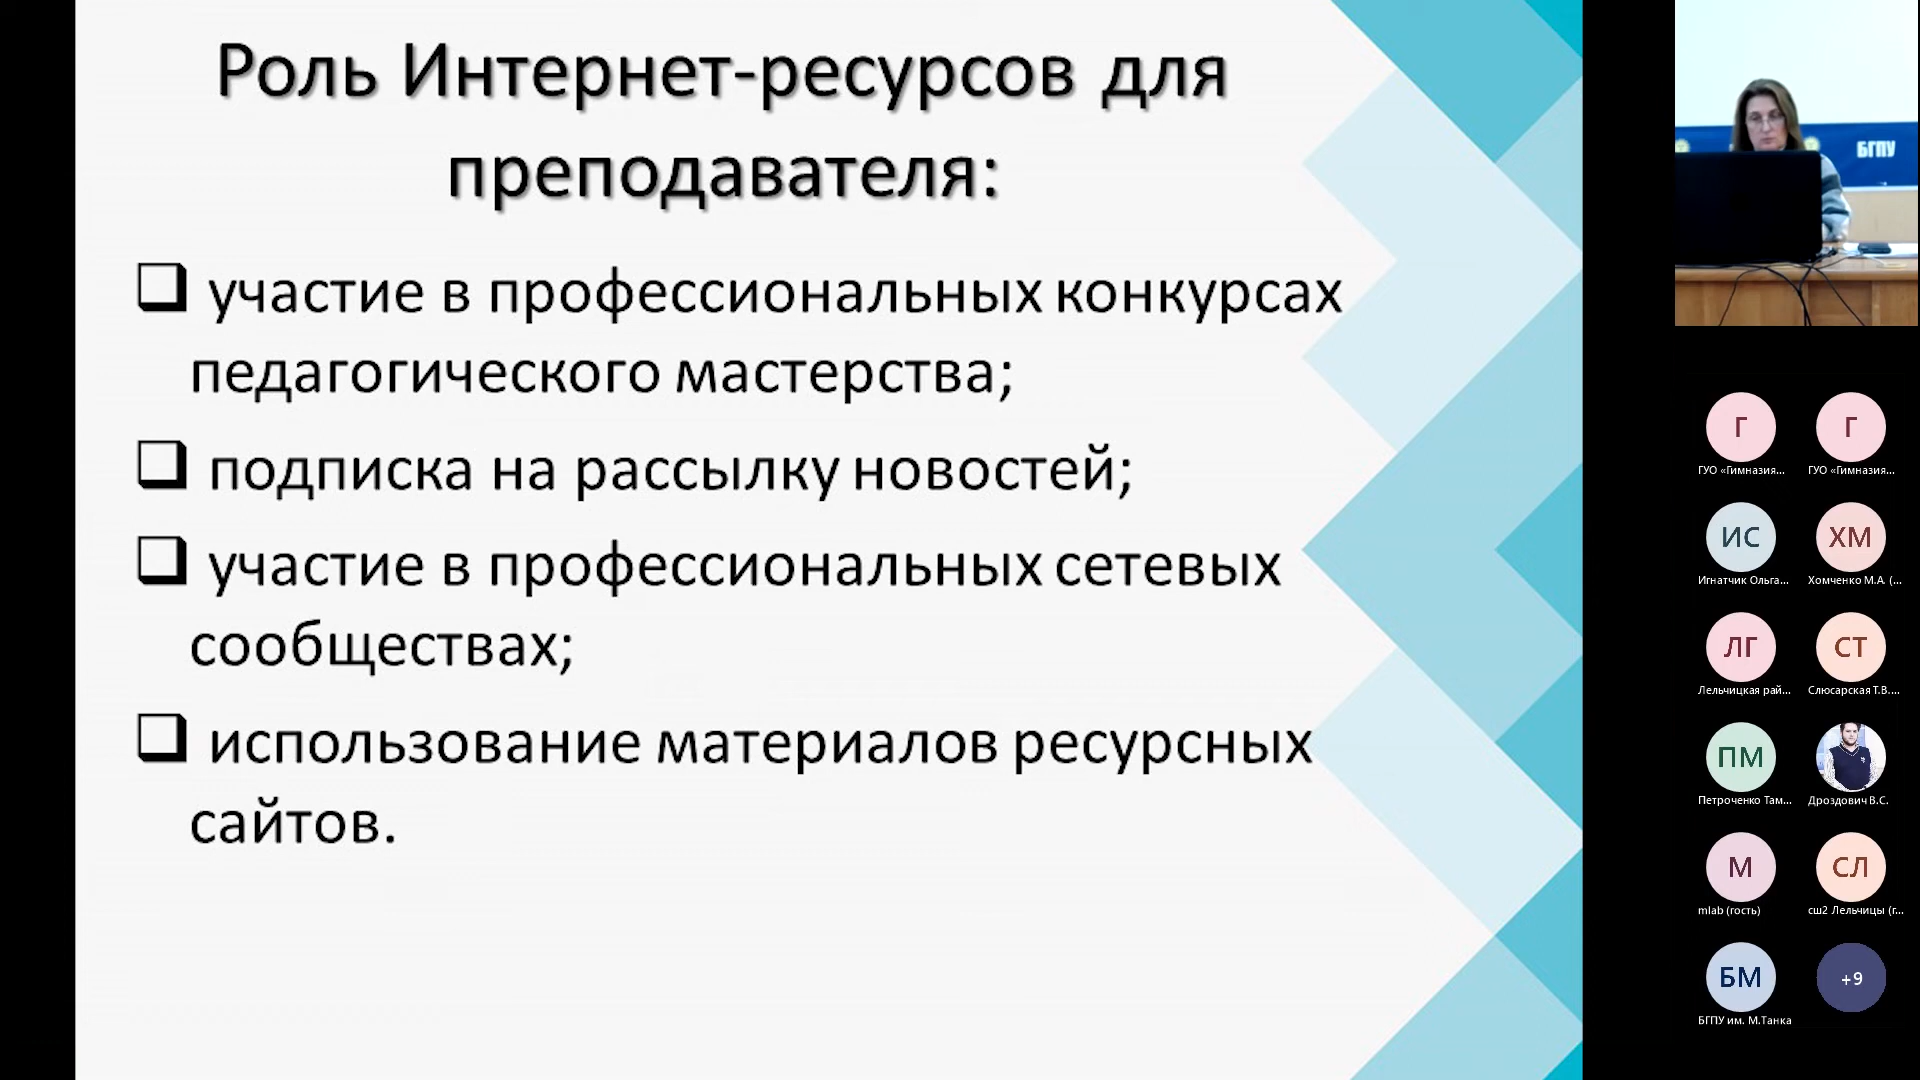 Роль Интернет-ресурсов для
преподавателя:
❑ участие в профессиональных конкурсах
педагогического мастерства;
❑ подписка на рассылку новостей;
❑ участие в профессиональных сетевых
сообществах;
❑ использование материалов ресурсных
сайтов.
БГПУ
Г
Г
ГУО «Гимназия...
ГУО «Гимназия...
ИС
ХМ
Игнатчик Ольга...
Хомченко М.А. (...
ЛГ
СТ
Лельчицкая рай...
Слюсарская Т.В....
ПМ
Петроченко Там...
Дроздович В.С.
М
СЛ
mlab (гость)
сш2 Лельчицы (г...
БМ
+9
БГПУ им. М.Танка